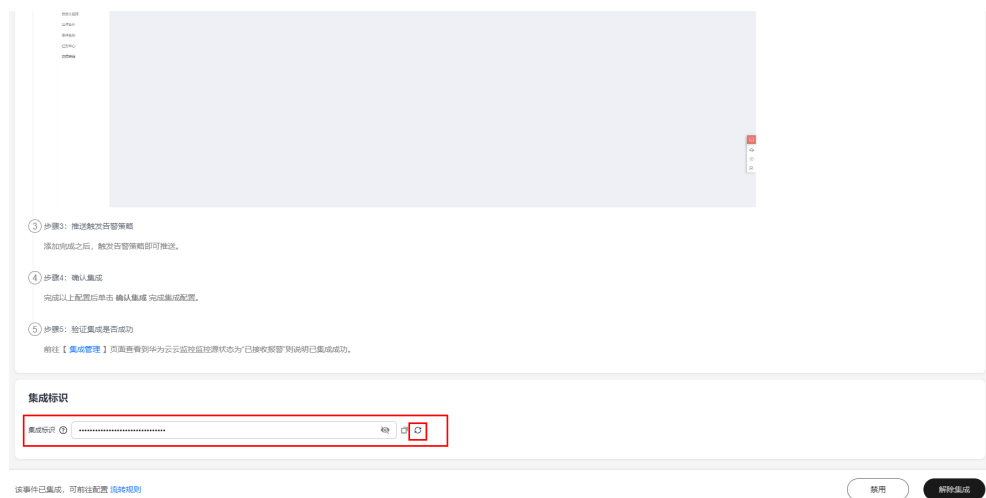 3 步骤3：推送触发告警策略
添加完成之后，触发告警策略即可推送。
4 步骤4：确认集成
完成以上配置后单击 确认集成 完成集成配置。
5 步骤5：验证集成是否成功
前往【 集成管理 】页面查看到华为云云监控监控源状态为“已接收报警”则说明已集成成功。
集成标识
集成标识
该事件已集成，可前往配置 流转规则
禁用 解除集成